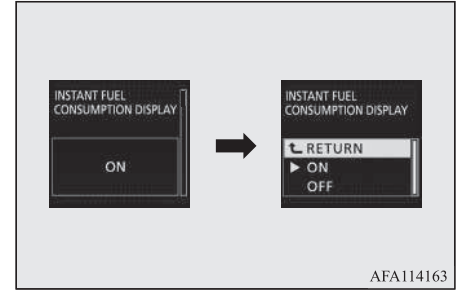 INSTANT FUEL
CONSUMPTION DISPLAY
ON
INSTANT FUEL
CONSUMPTION DISPLAY
RETURN
ON
OFF
AFA114163